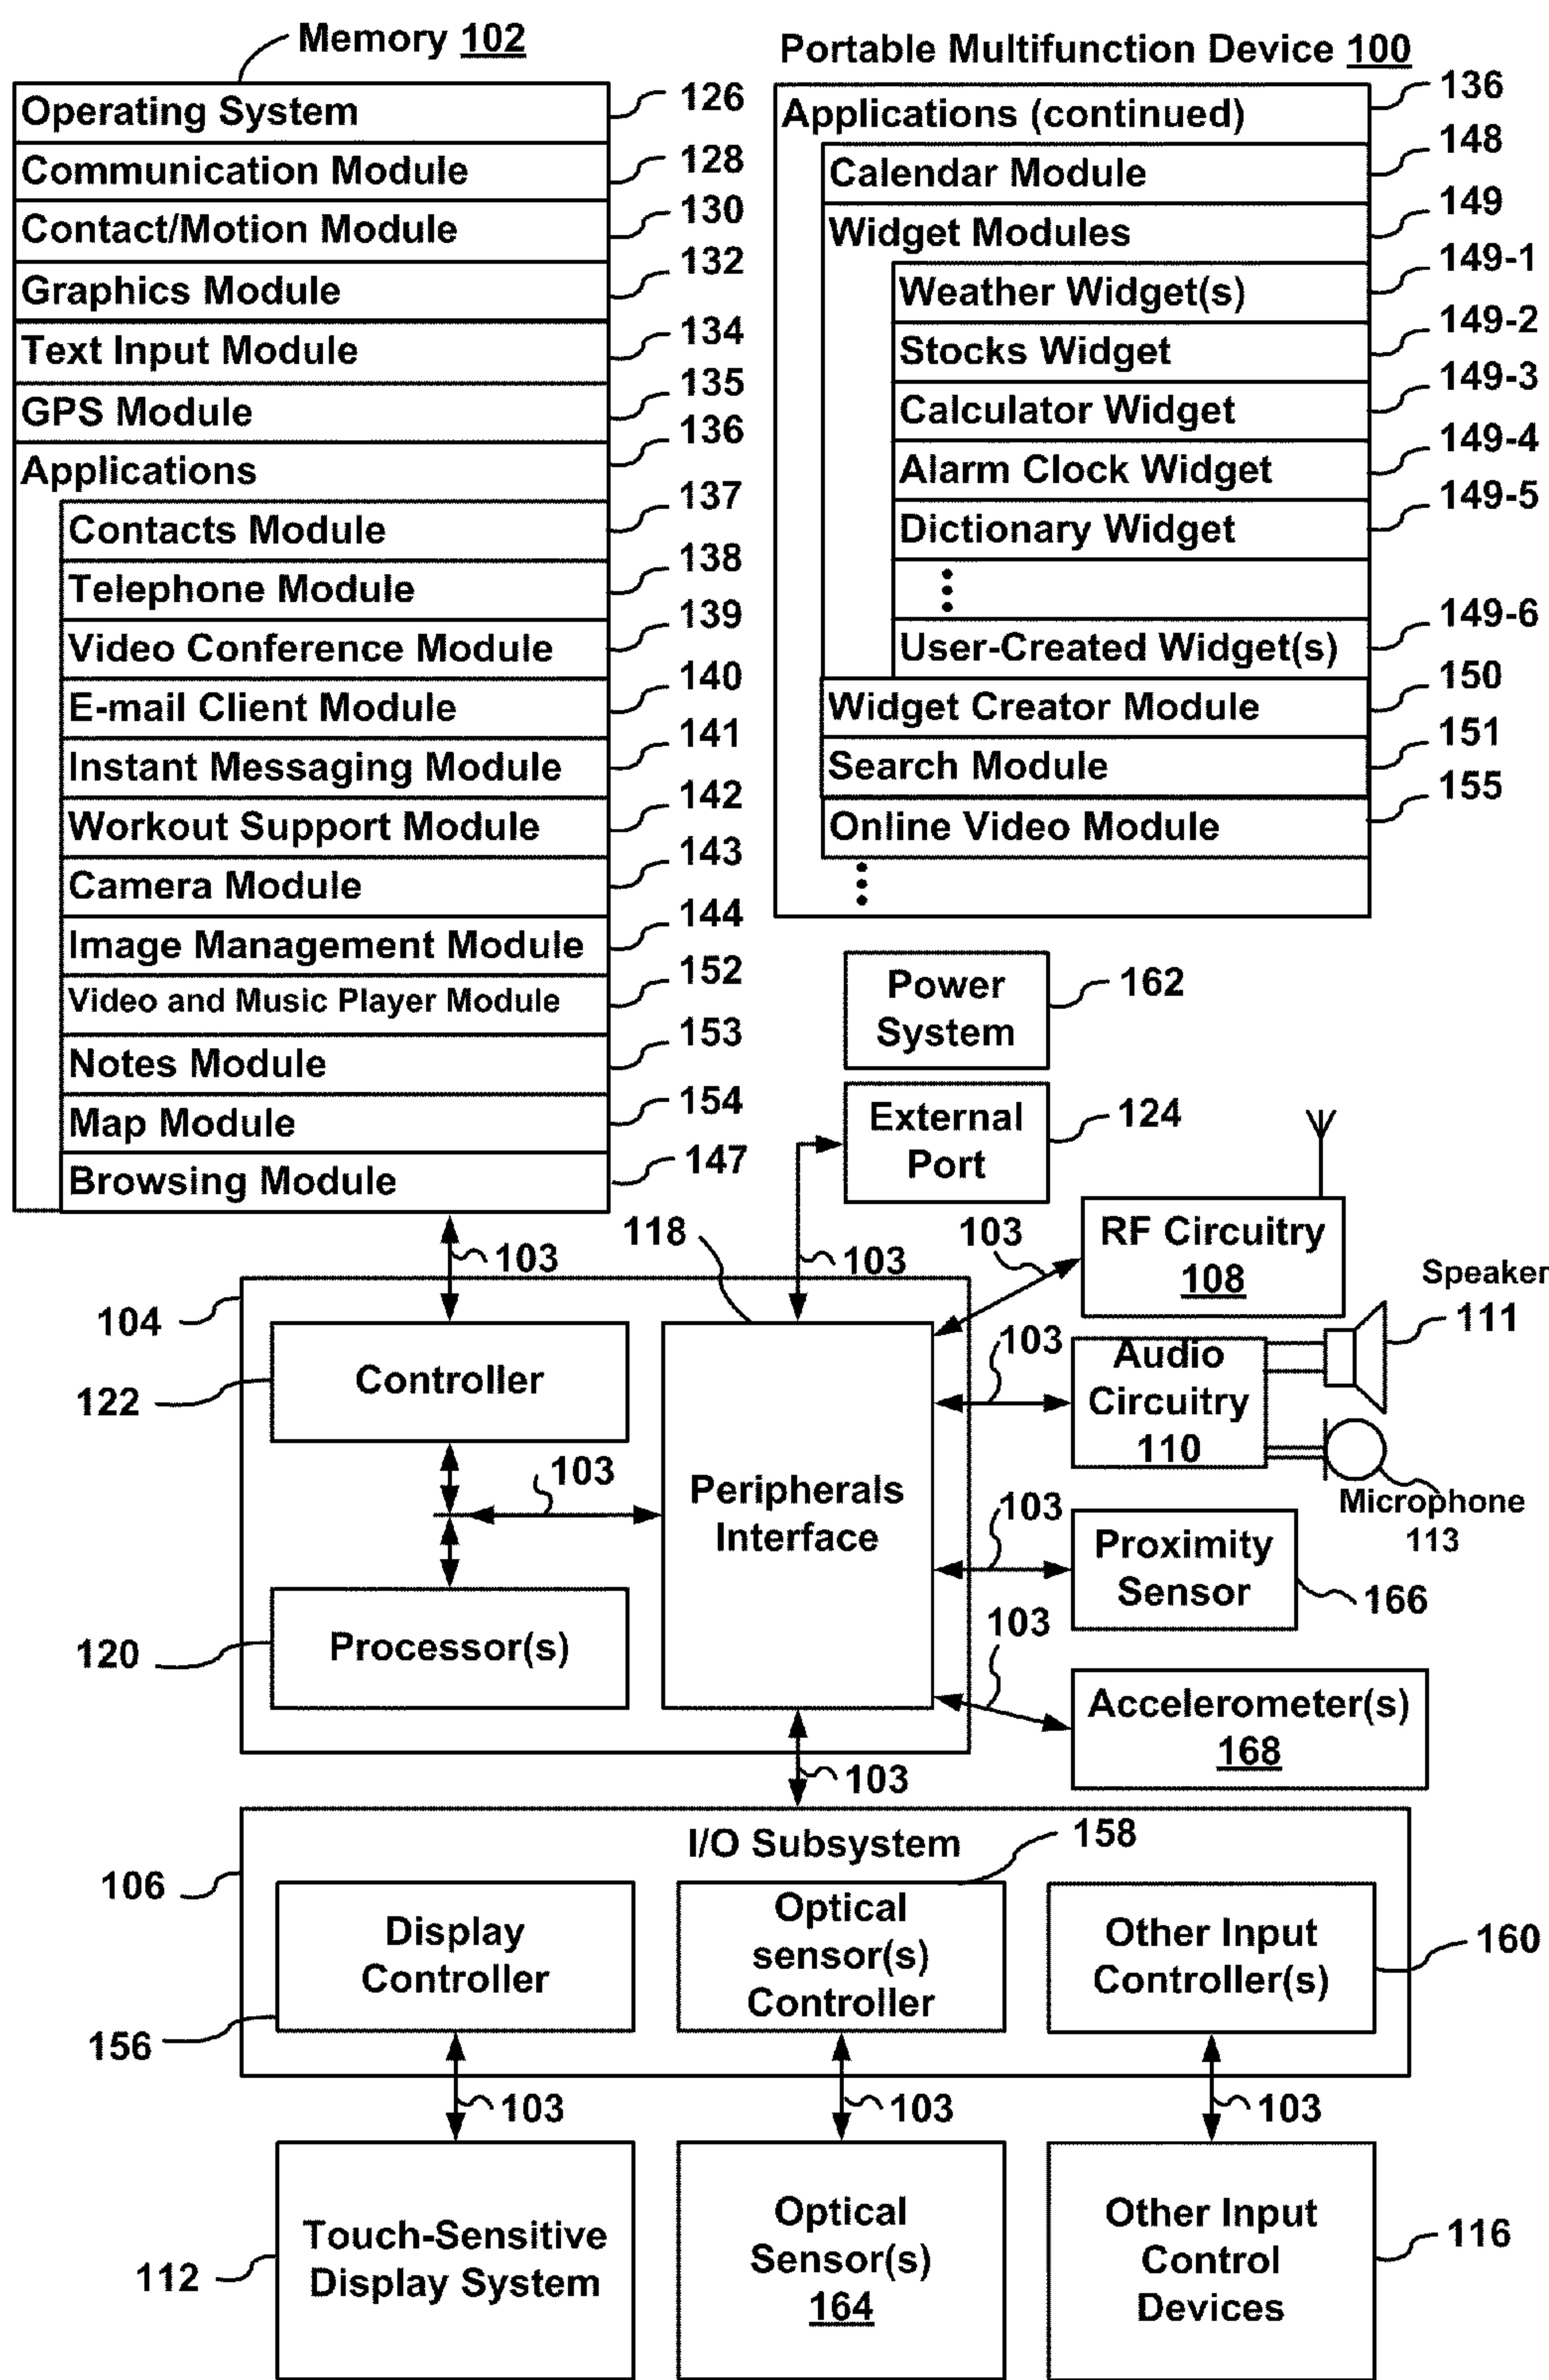 Memory 102
Operating System
126
Communication Module
128
Contact/Motion Module
130
Graphics Module
132
Text Input Module
134
GPS Module
135
Applications
136
Contacts Module
137
Telephone Module
138
Video Conference Module
139
E-mail Client Module
140
Instant Messaging Module
141
Workout Support Module
142
Camera Module
143
Image Management Module
144
Video and Music Player Module
152
Notes Module
153
Map Module
154
Browsing Module
147
Portable Multifunction Device 100
Applications (continued)
136
Calendar Module
148
Widget Modules
149
Weather Widget(s)
149-1
Stocks Widget
149-2
Calculator Widget
149-3
Alarm Clock Widget
149-4
Dictionary Widget
149-5
User-Created Widget(s)
149-6
Widget Creator Module
150
Search Module
151
Online Video Module
155
Power
System
162
External
Port
124
103
118
103
103
RF Circuitry
108
Speaker
111
104
Controller
122
103
Audio
Circuitry
110
Microphone
113
103
Peripherals
Interface
103
Proximity
Sensor
166
120
Processor(s)
103
Accelerometer(s)
168
103
I/O Subsystem
158
106
Display
Controller
156
Optical
sensor(s)
Controller
Other Input
Controller(s)
160
103
103
103
Touch-Sensitive
Display System
112
Optical
Sensor(s)
164
Other Input
Control
Devices
116